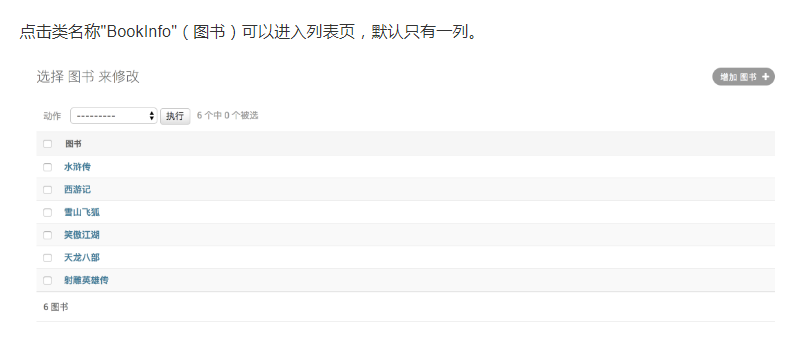 点击类名称"BookInfo"（图书）可以进入列表页，默认只有一列。
选择 图书 来修改
增加 图书 +
动作 --------- 执行 6 个中 0 个被选
图书
水浒传
西游记
雪山飞狐
笑傲江湖
天龙八部
射雕英雄传
6 图书